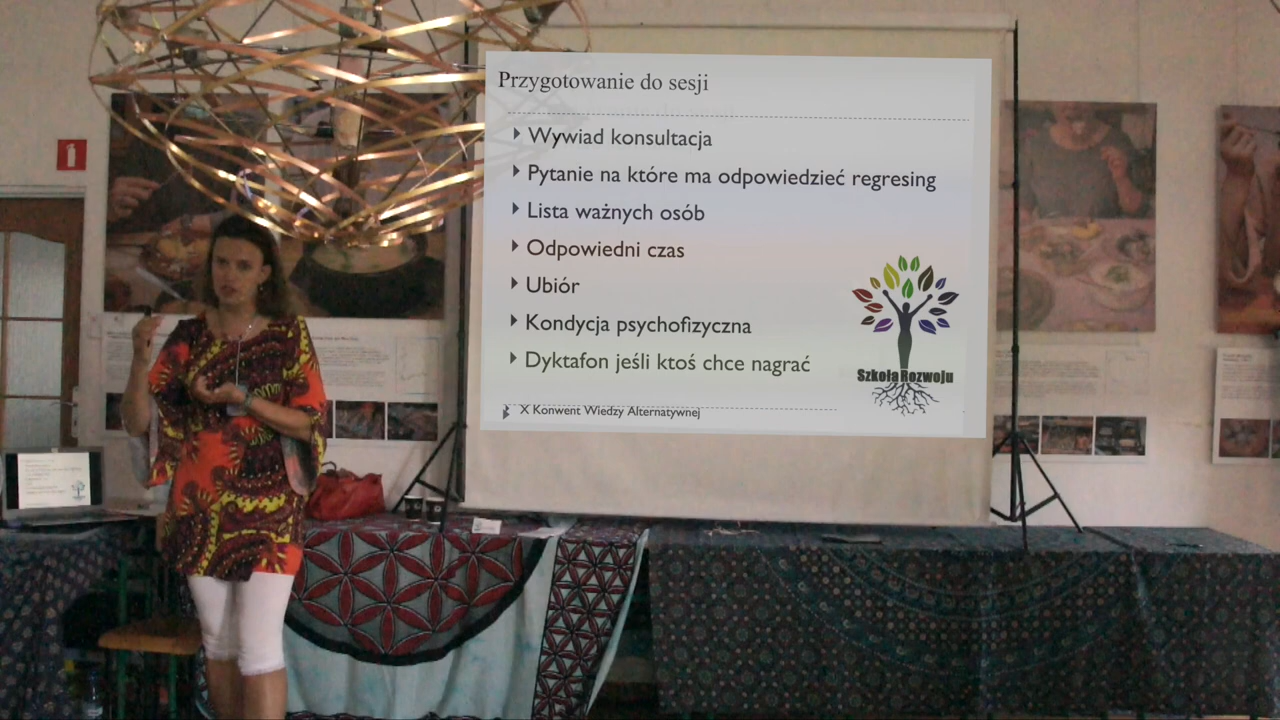 Przygotowanie do sesji
Wywiad konsultacja
Pytanie na które ma odpowiedzieć regresing
Lista ważnych osób
Odpowiedni czas
Ubiór
Kondycja psychofizyczna
Dyktafon jeśli ktoś chce nagrać
Szkoła Rozwoju
X Konwent Wiedzy Alternatywnej